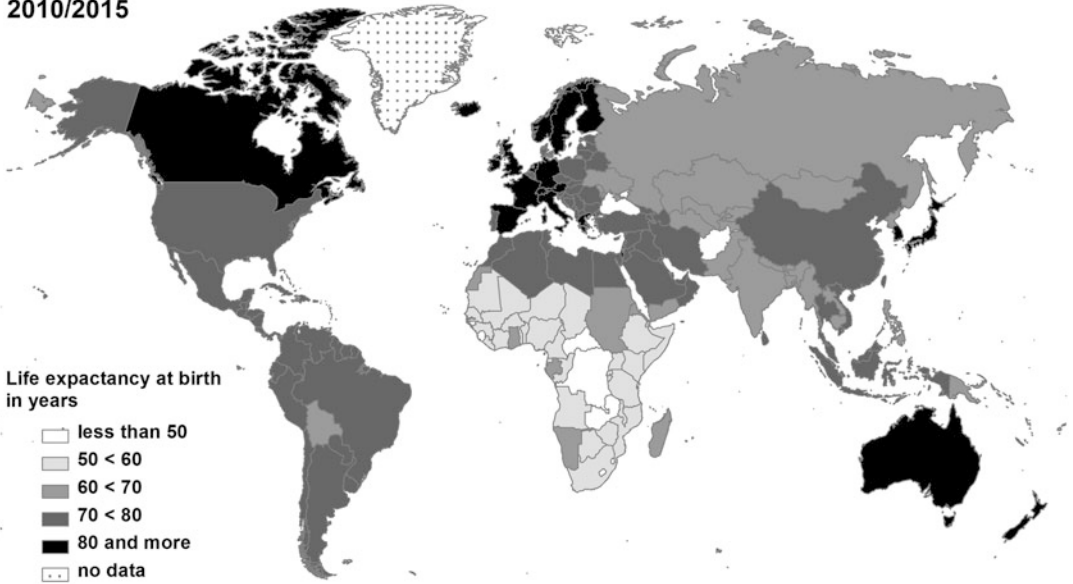 2010/2015
Life expactancy at birth
in years
less than 50
50 < 60
60 < 70
70 < 80
80 and more
no data